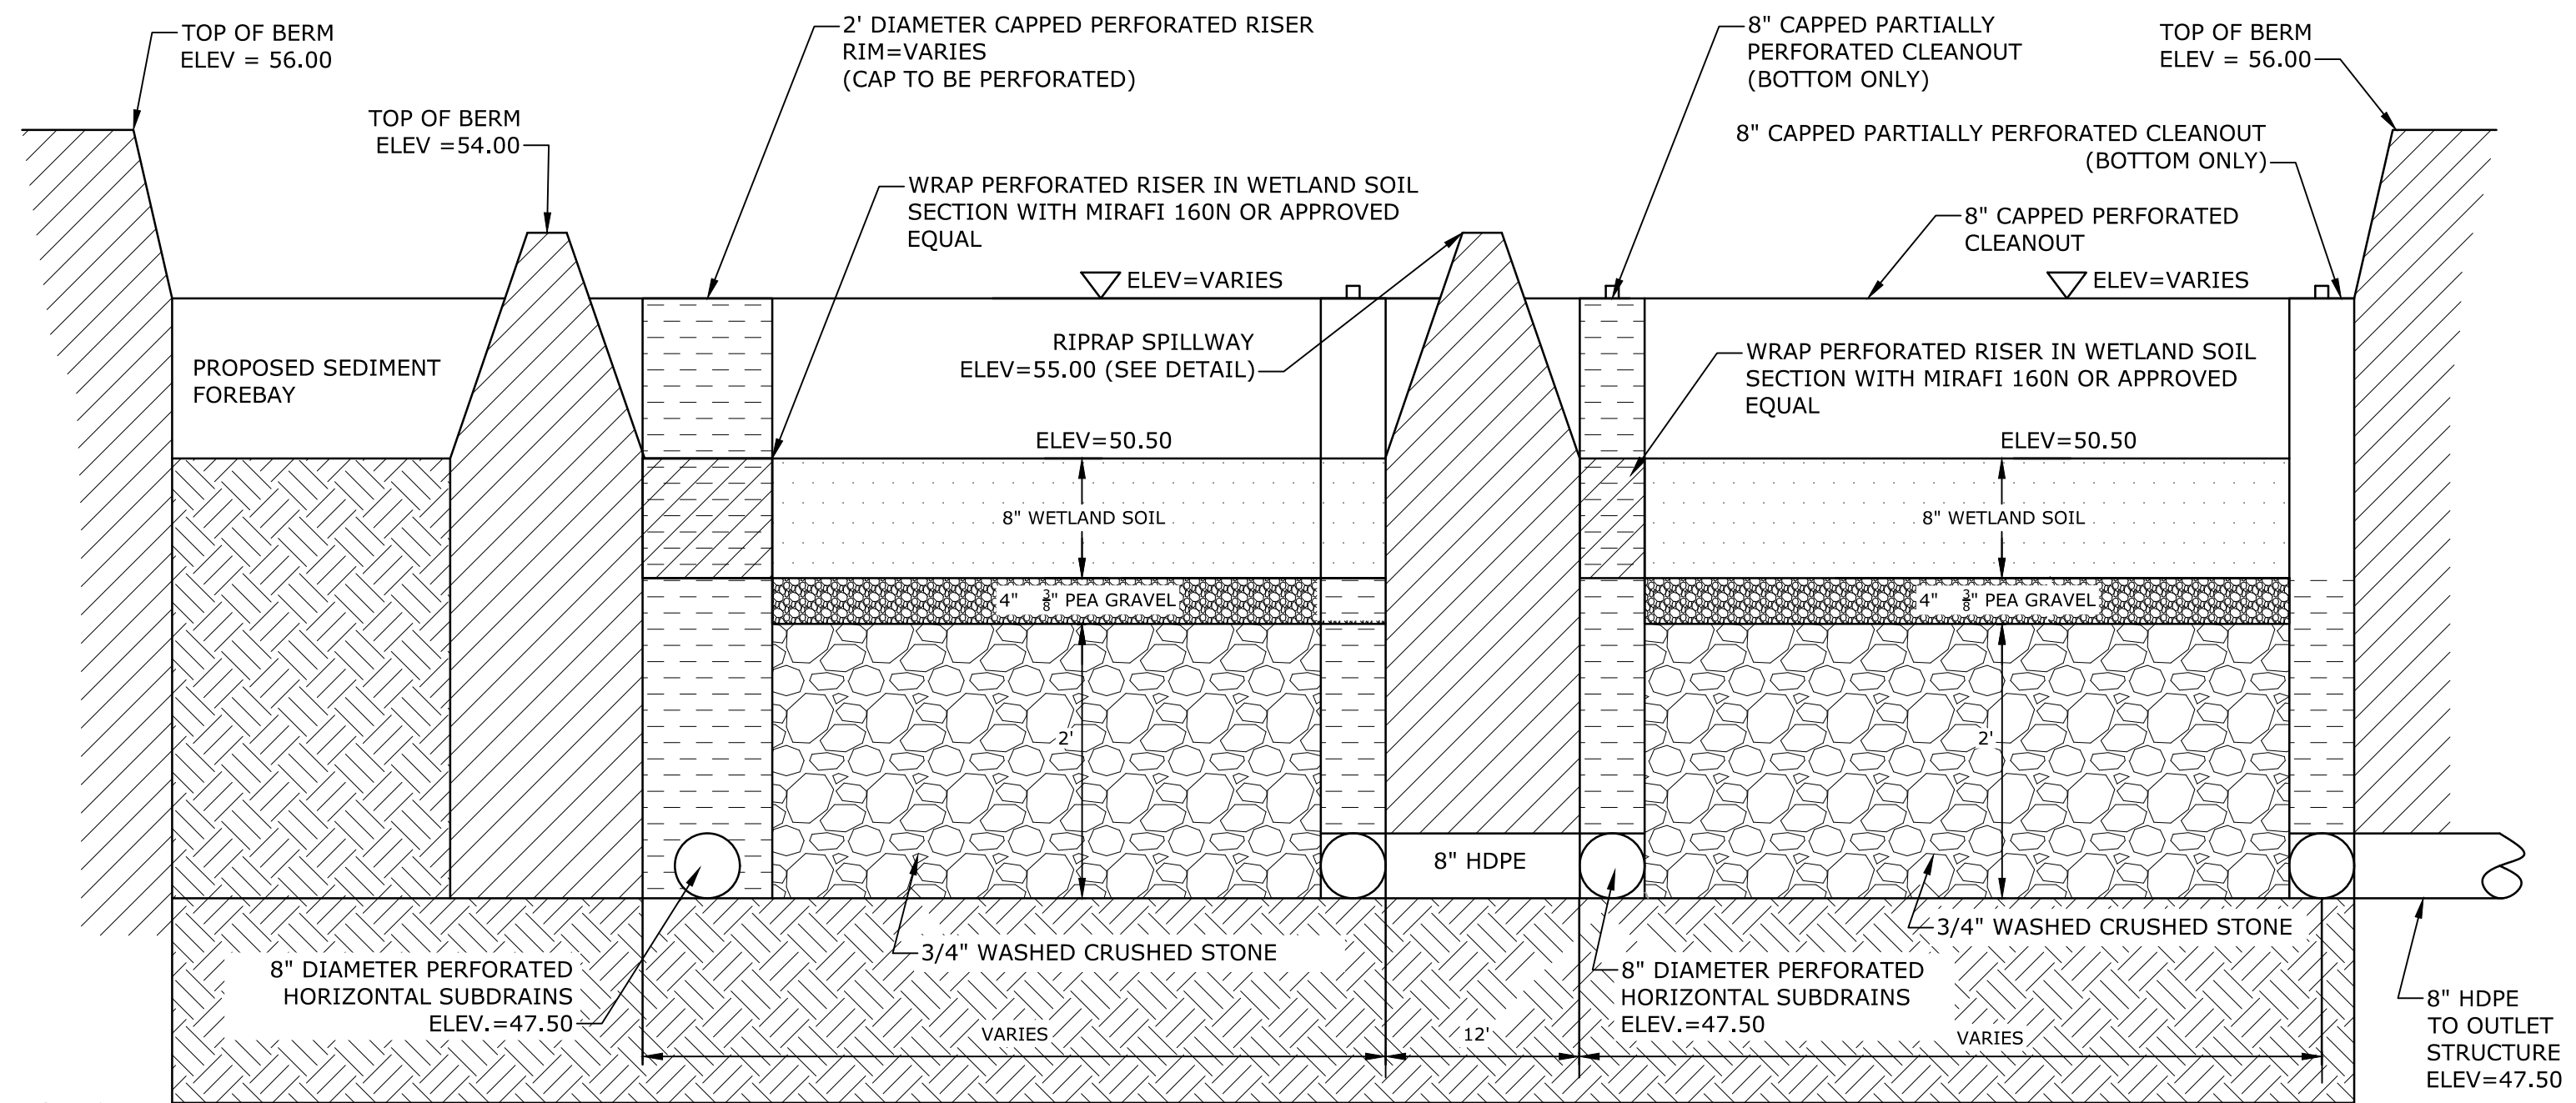 TOP OF BERM
ELEV = 56.00
TOP OF BERM
ELEV =54.00
2' DIAMETER CAPPED PERFORATED RISER
RIM=VARIES
(CAP TO BE PERFORATED)
8" CAPPED PARTIALLY
PERFORATED CLEANOUT
(BOTTOM ONLY)
TOP OF BERM
ELEV = 56.00
8" CAPPED PARTIALLY PERFORATED CLEANOUT
(BOTTOM ONLY)
WRAP PERFORATED RISER IN WETLAND SOIL
SECTION WITH MIRAFI 160N OR APPROVED
EQUAL
8" CAPPED PERFORATED
CLEANOUT
ELEV=VARIES
ELEV=VARIES
PROPOSED SEDIMENT
FOREBAY
RIPRAP SPILLWAY
ELEV=55.00 (SEE DETAIL)
WRAP PERFORATED RISER IN WETLAND SOIL
SECTION WITH MIRAFI 160N OR APPROVED
EQUAL
ELEV=50.50
ELEV=50.50
8" WETLAND SOIL
8" WETLAND SOIL
4" 3/8" PEA GRAVEL
4" 3/8" PEA GRAVEL
2'
2'
8" HDPE
3/4" WASHED CRUSHED STONE
3/4" WASHED CRUSHED STONE
8" DIAMETER PERFORATED
HORIZONTAL SUBDRAINS
ELEV.=47.50
8" DIAMETER PERFORATED
HORIZONTAL SUBDRAINS
ELEV.=47.50
8" HDPE
TO OUTLET
STRUCTURE
ELEV=47.50
VARIES
12'
VARIES